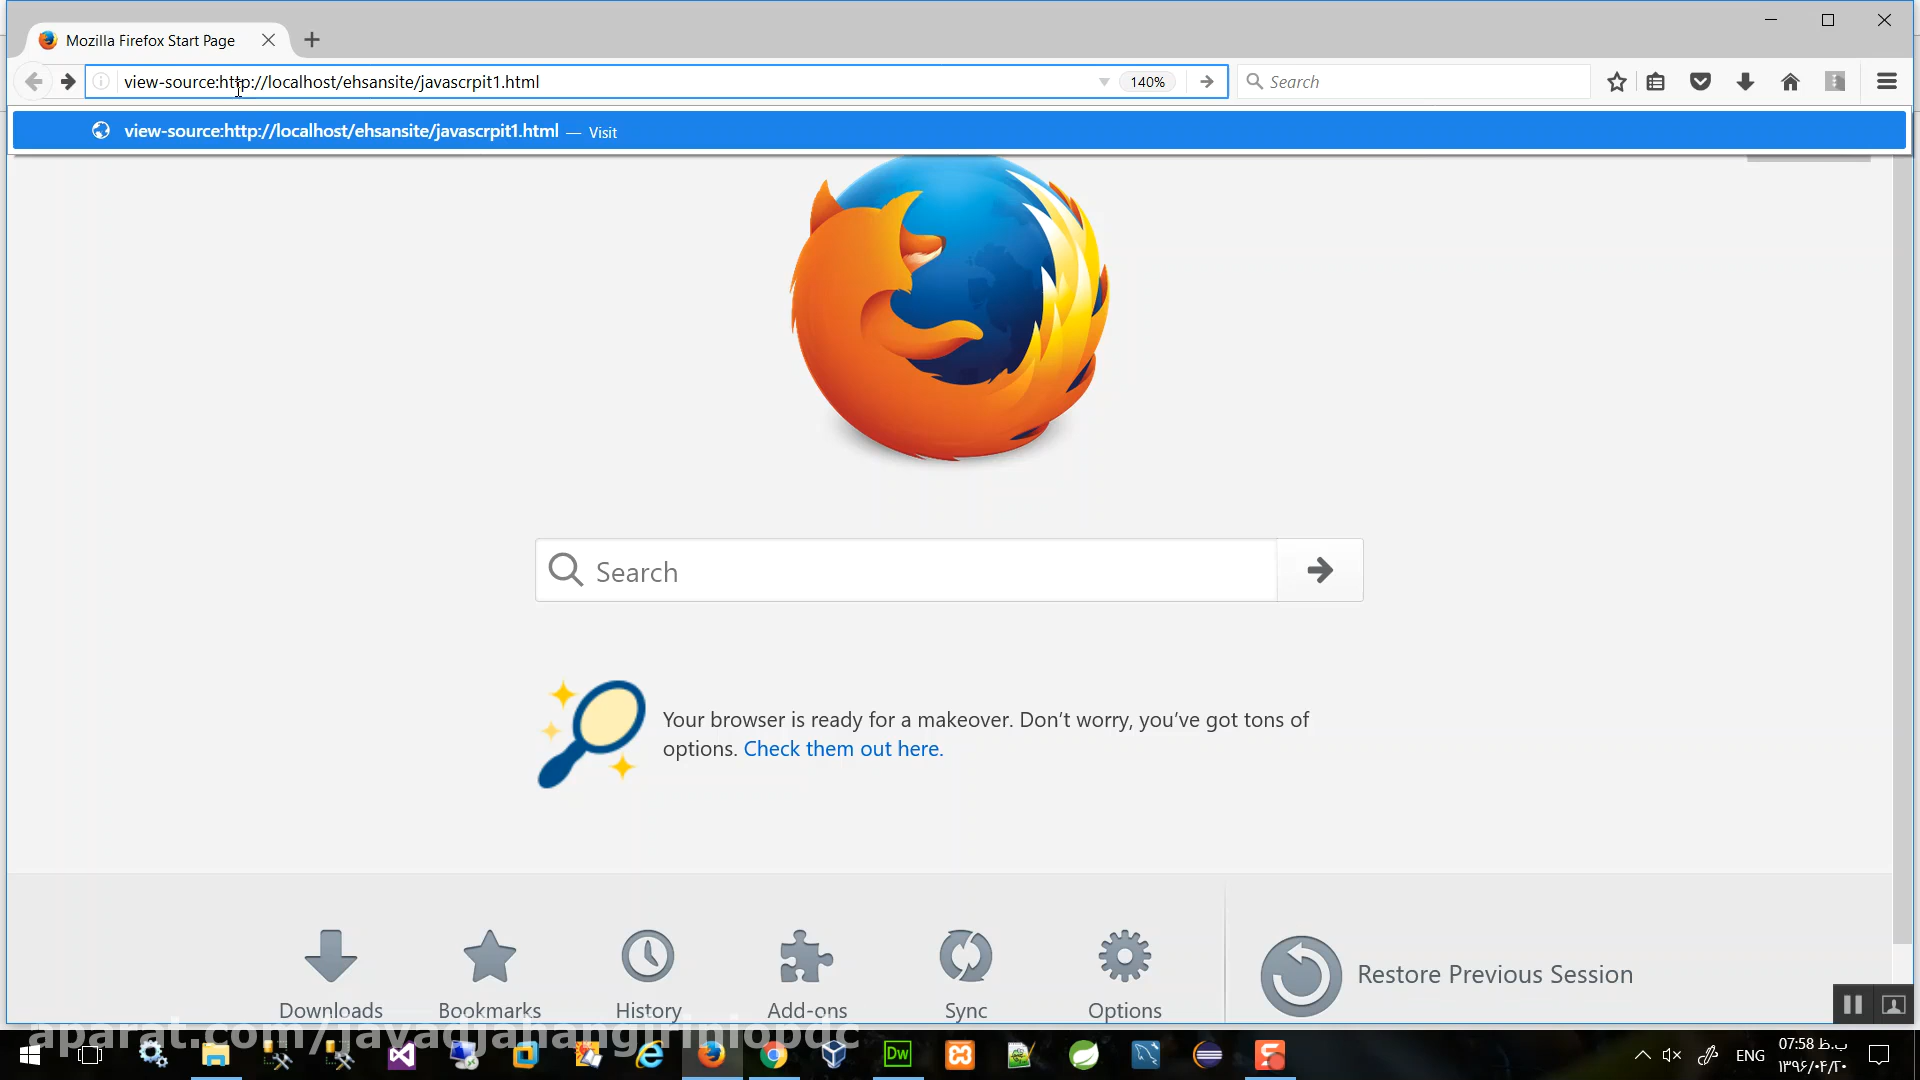 Mozilla Firefox Start Page
view-source:http://localhost/ehsansite/javascrpit1.html
140%
Search
view-source:http://localhost/ehsansite/javascrpit1.html — Visit
Search
Your browser is ready for a makeover. Don’t worry, you’ve got tons of
options. Check them out here.
Downloads
Bookmarks
History
Add-ons
Sync
Options
Restore Previous Session
aparat.com/javadjahangiriniopdc
Dw
ENG
07:58 ب.ظ
۱۳۹۶/۰۴/۲۰